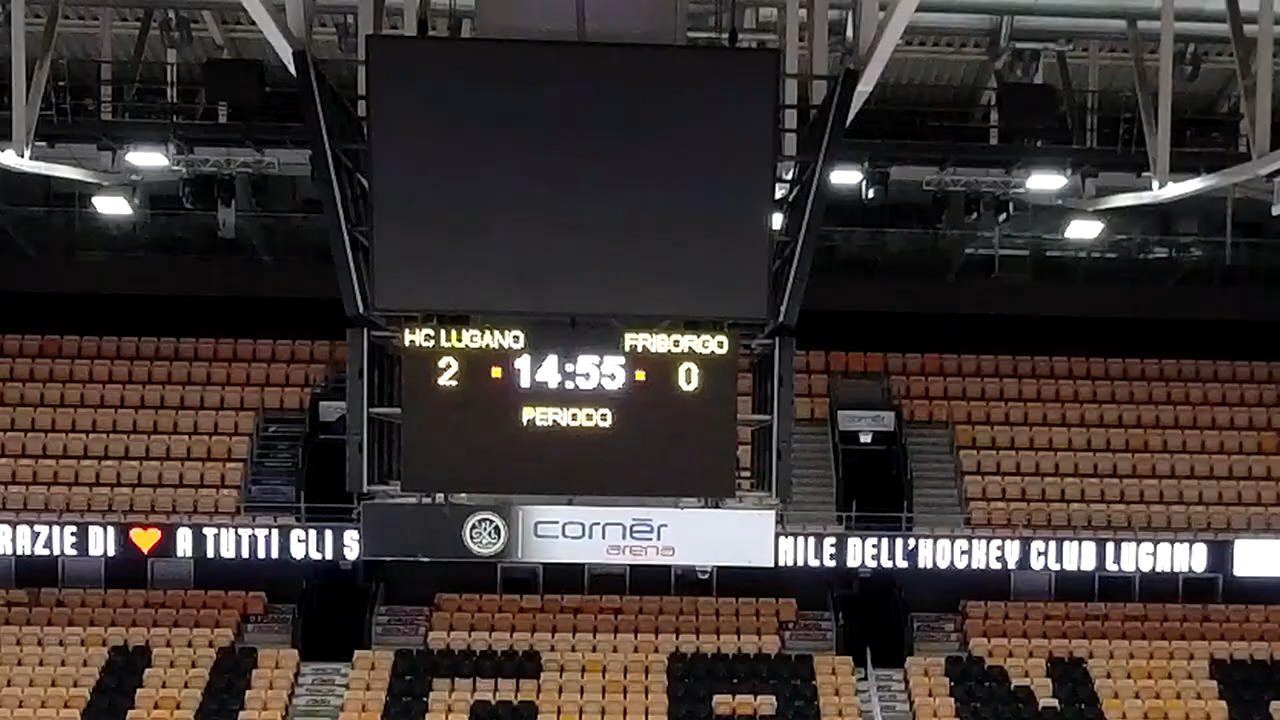 HC LUGANO FRIBORGO
2 14:55 0
PERIODO
RAZIE DI ❤ A TUTTI GLI S
cornèr
arena
NILE DELL'HOCKEY CLUB LUGANO
cornèr